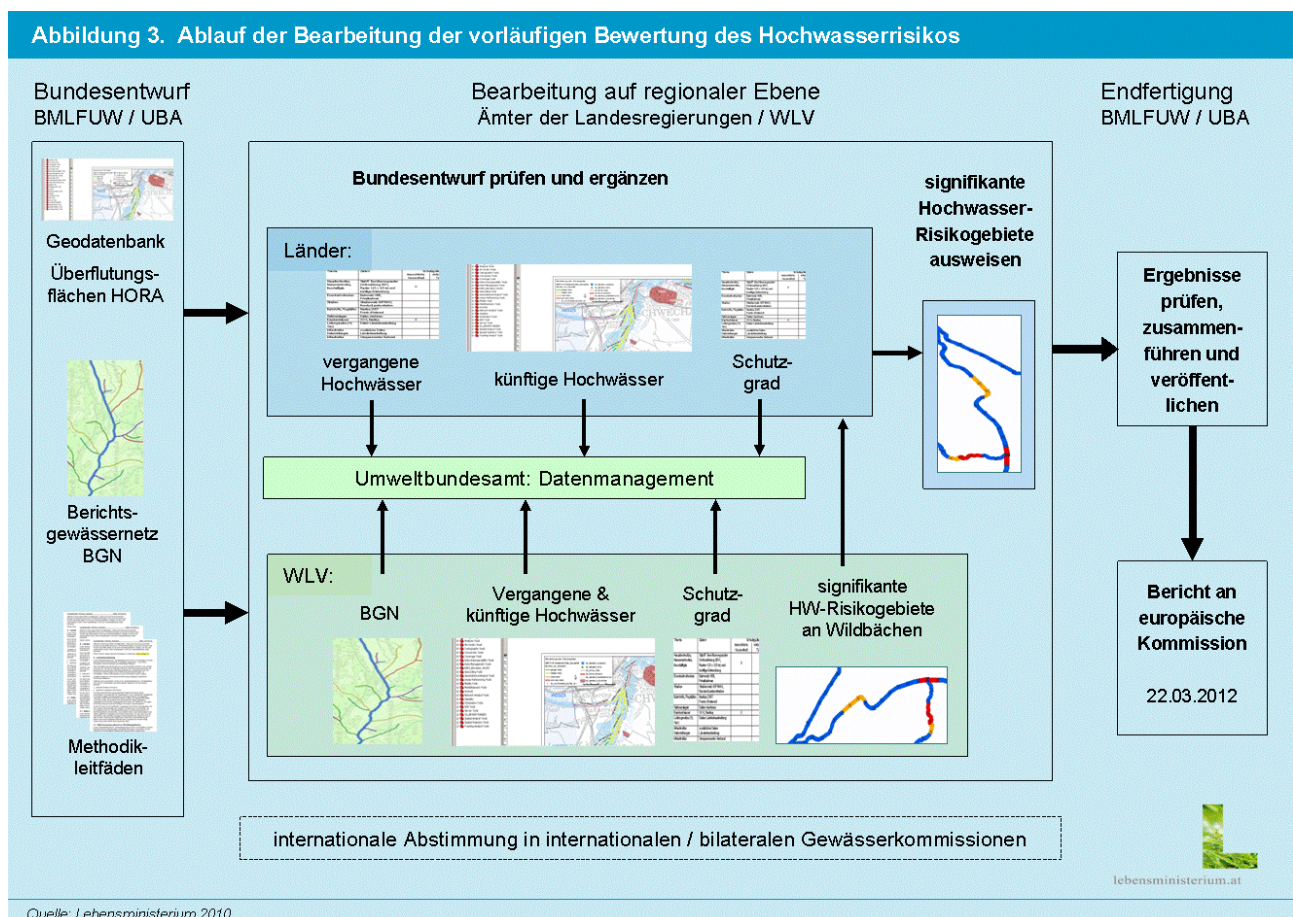 Abbildung 3. Ablauf der Bearbeitung der vorläufigen Bewertung des Hochwasserrisikos
Bundesentwurf
BMLFUW / UBA
Bearbeitung auf regionaler Ebene
Ämter der Landesregierungen / WLV
Endfertigung
BMLFUW / UBA
Geodatenbank
Überflutungs-
flächen HORA
Berichts-
gewässernetz
BGN
Methodik-
leitfäden
Bundesentwurf prüfen und ergänzen
Länder:
vergangene
Hochwässer
künftige Hochwässer
Schutz-
grad
Umweltbundesamt: Datenmanagement
WLV:
BGN
Vergangene &
künftige Hochwässer
Schutz-
grad
signifikante
HW-Risikogebiete
an Wildbächen
signifikante
Hochwasser-
Risikogebiete
ausweisen
Ergebnisse
prüfen,
zusammen-
führen und
veröffent-
lichen
Bericht an
europäische
Kommission
22.03.2012
internationale Abstimmung in internationalen / bilateralen Gewässerkommissionen
lebensministerium.at
Quelle: Lebensministerium 2010